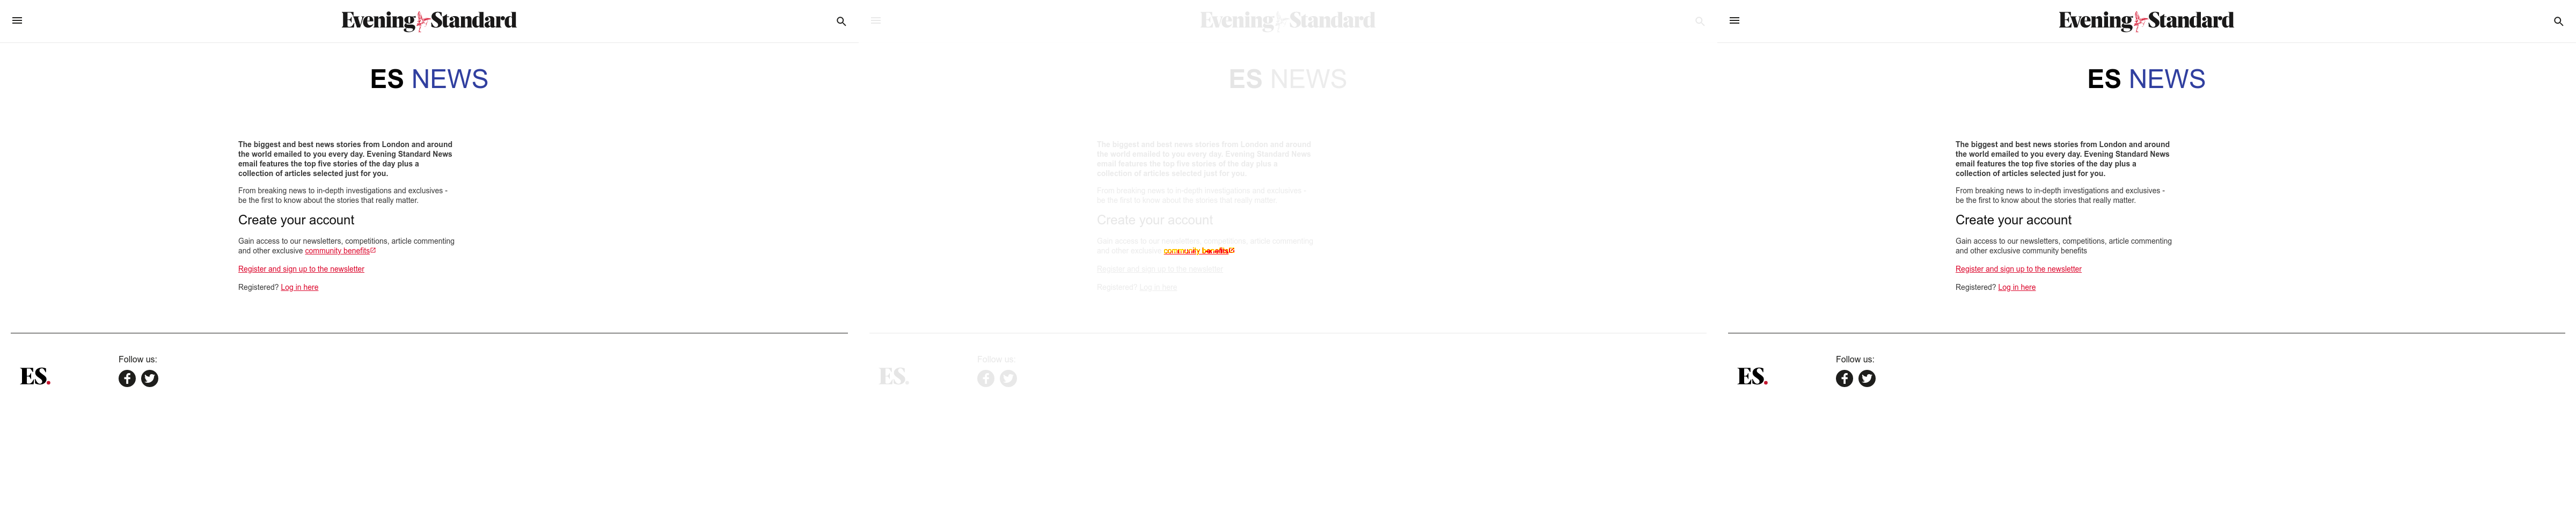 Evening Standard
ES NEWS
The biggest and best news stories from London and around
the world emailed to you every day. Evening Standard News
email features the top five stories of the day plus a
collection of articles selected just for you.
From breaking news to in-depth investigations and exclusives -
be the first to know about the stories that really matter.
Create your account
Gain access to our newsletters, competitions, article commenting
and other exclusive community benefits
Register and sign up to the newsletter
Registered? Log in here
Follow us:
ES.
Evening Standard
ES NEWS
The biggest and best news stories from London and around
the world emailed to you every day. Evening Standard News
email features the top five stories of the day plus a
collection of articles selected just for you.
From breaking news to in-depth investigations and exclusives -
be the first to know about the stories that really matter.
Create your account
Gain access to our newsletters, competitions, article commenting
and other exclusive community benefits
Register and sign up to the newsletter
Registered? Log in here
Follow us:
ES.
Evening Standard
ES NEWS
The biggest and best news stories from London and around
the world emailed to you every day. Evening Standard News
email features the top five stories of the day plus a
collection of articles selected just for you.
From breaking news to in-depth investigations and exclusives -
be the first to know about the stories that really matter.
Create your account
Gain access to our newsletters, competitions, article commenting
and other exclusive community benefits
Register and sign up to the newsletter
Registered? Log in here
Follow us:
ES.